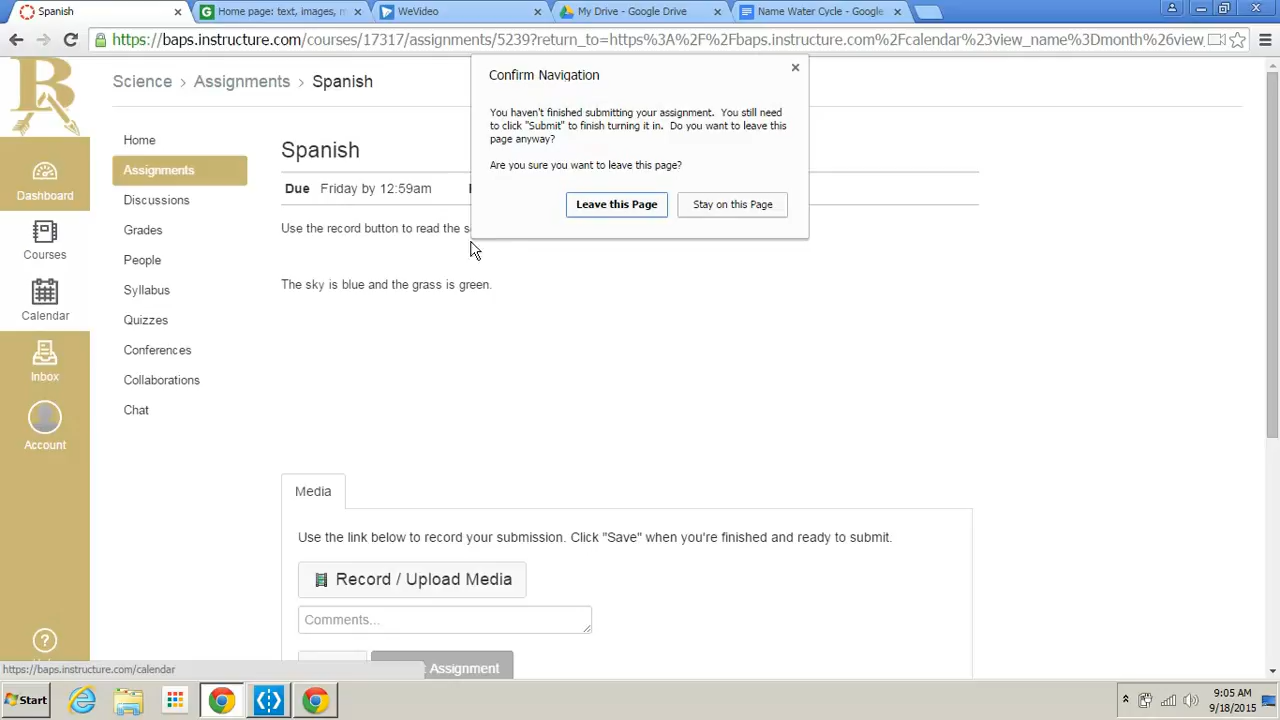 Spanish
Home page: text, images, m
WeVideo
My Drive - Google Drive
Name Water Cycle - Google
https://baps.instructure.com/courses/17317/assignments/5239?return_to=https%3A%2F%2Fbaps.instructure.com%2Fcalendar%23view_name%3Dmonth%26view_
B
Science > Assignments > Spanish
Confirm Navigation
You haven't finished submitting your assignment. You still need
to click "Submit" to finish turning it in. Do you want to leave this
page anyway?
Are you sure you want to leave this page?
Leave this Page
Stay on this Page
Dashboard
Courses
Calendar
Inbox
Account
Home
Assignments
Discussions
Grades
People
Syllabus
Quizzes
Conferences
Collaborations
Chat
Spanish
Due Friday by 12:59am
Use the record button to read the s
The sky is blue and the grass is green.
Media
Use the link below to record your submission. Click "Save" when you're finished and ready to submit.
Record / Upload Media
Comments...
Assignment
https://baps.instructure.com/calendar
Start
9:05 AM
9/18/2015